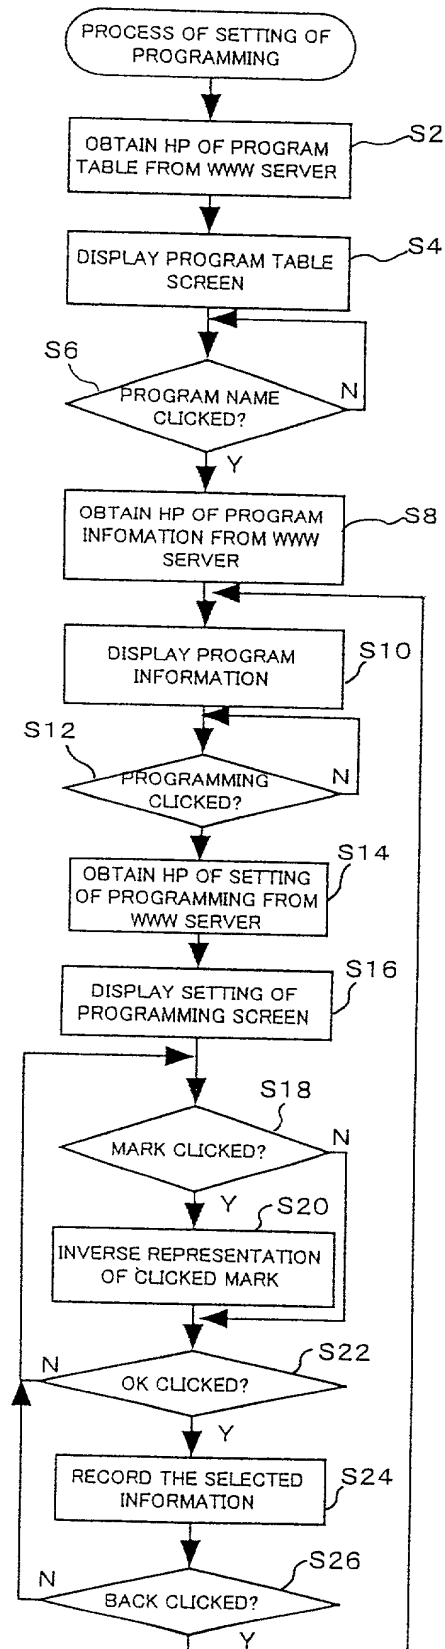 PROCESS OF SETTING OF
PROGRAMMING
OBTAIN HP OF PROGRAM
TABLE FROM WWW SERVER
S2
DISPLAY PROGRAM TABLE
SCREEN
S4
S6
PROGRAM NAME
CLICKED?
N
Y
OBTAIN HP OF PROGRAM
INFOMATION FROM WWW
SERVER
S8
DISPLAY PROGRAM
INFORMATION
S10
S12
PROGRAMMING
CLICKED?
N
OBTAIN HP OF SETTING
OF PROGRAMMING FROM
WWW SERVER
S14
DISPLAY SETTING OF
PROGRAMMING SCREEN
S16
S18
MARK CLICKED?
N
Y
S20
INVERSE REPRESENTATION
OF CLICKED MARK
S22
N
OK CLICKED?
Y
RECORD THE SELECTED
INFORMATION
S24
S26
N
BACK CLICKED?
Y